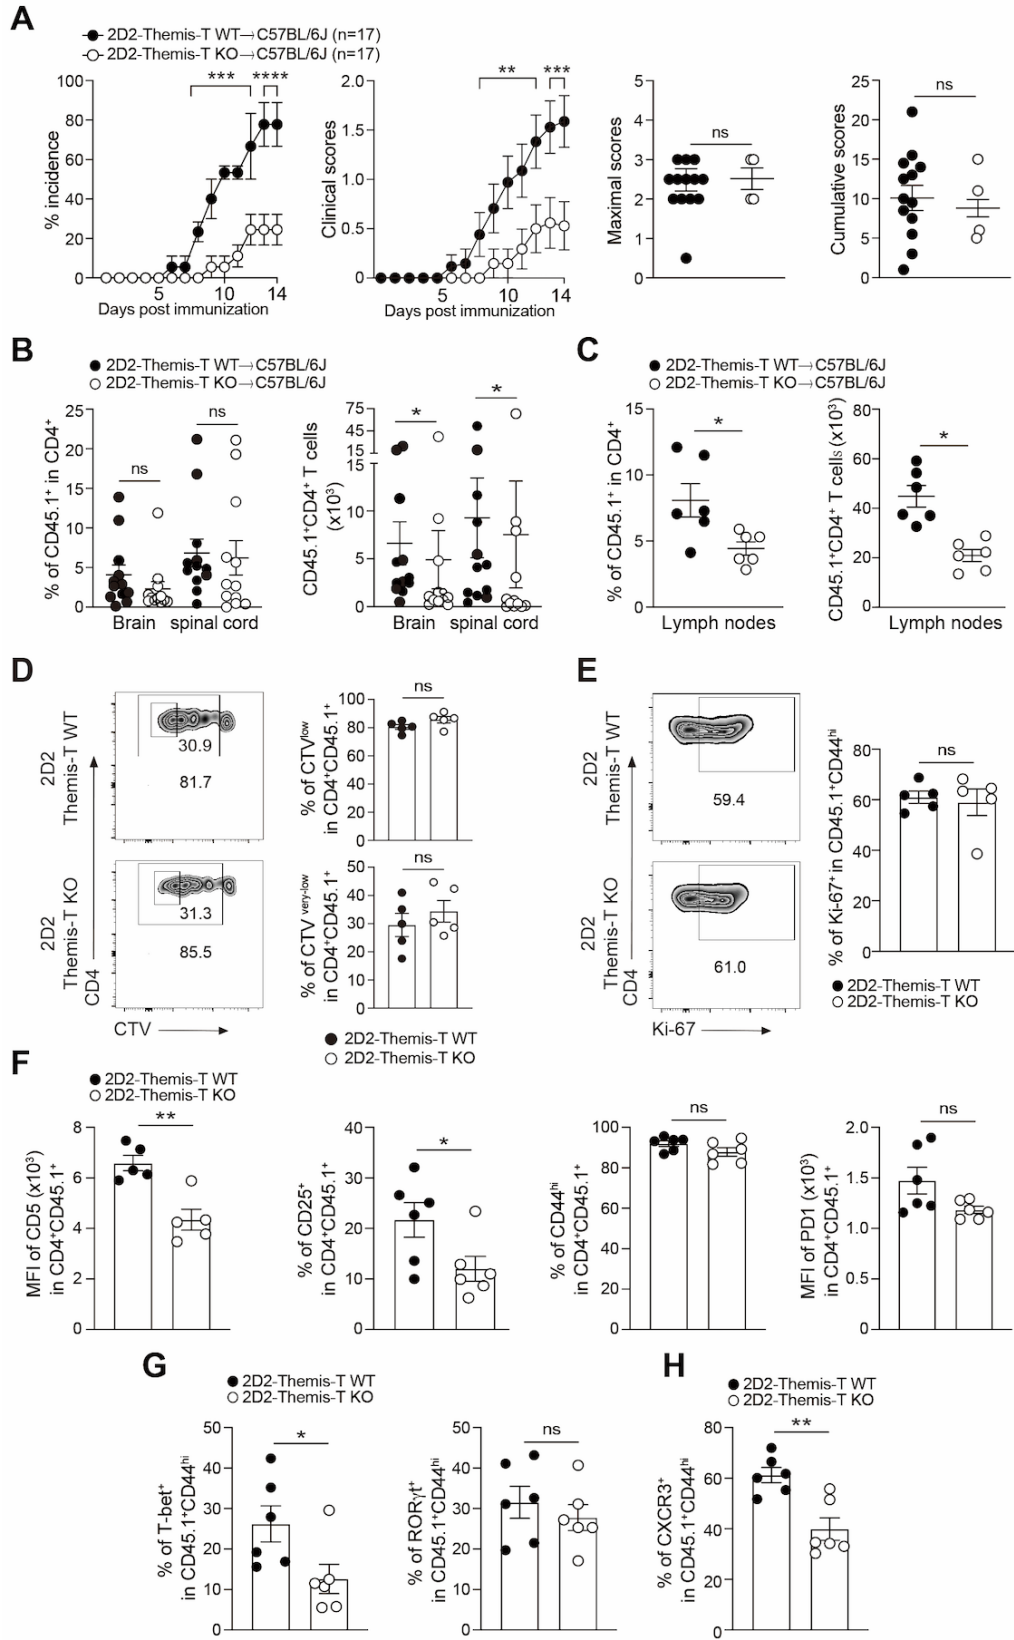 A
2D2-Themis-T WT→C57BL/6J (n=17)
2D2-Themis-T KO→C57BL/6J (n=17)
*** ****
% incidence
100
80
60
40
20
0
5 10 14
Days post immunization
** ***
Clinical scores
2.0
1.5
1.0
0.5
0
5 10 14
Days post immunization
Maximal scores
5
4
3
2
1
0
ns
Cumulative scores
25
20
15
10
5
0
ns
B
2D2-Themis-T WT→C57BL/6J
2D2-Themis-T KO→C57BL/6J
% of CD45.1⁺ in CD4⁺
25
20
15
10
5
0
ns
ns
Brain spinal cord
CD45.1⁺CD4⁺ T cells
(x10³)
75
45
15
15
10
5
0
*
*
Brain spinal cord
C
2D2-Themis-T WT→C57BL/6J
2D2-Themis-T KO→C57BL/6J
% of CD45.1⁺ in CD4⁺
15
10
5
0
*
Lymph nodes
CD45.1⁺CD4⁺ T cells (x10³)
80
60
40
20
0
*
Lymph nodes
D
2D2
Themis-T WT
30.9
81.7
2D2
Themis-T KO
31.3
85.5
CD4
CTV
% of CTVˡᵒʷ
in CD4⁺CD45.1⁺
100
80
60
40
20
0
ns
% of CTV ᵛᵉʳʸ⁻ˡᵒʷ
in CD4⁺CD45.1⁺
50
40
30
20
10
0
ns
2D2-Themis-T WT
2D2-Themis-T KO
E
2D2
Themis-T WT
59.4
2D2
Themis-T KO
61.0
CD4
Ki-67
% of Ki-67⁺ in CD45.1⁺CD44ʰⁱ
80
60
40
20
0
ns
2D2-Themis-T WT
2D2-Themis-T KO
F
2D2-Themis-T WT
2D2-Themis-T KO
MFI of CD5 (x10³)
in CD4⁺CD45.1⁺
8
6
4
2
0
**
% of CD25⁺
in CD4⁺CD45.1⁺
40
30
20
10
0
*
% of CD44ʰⁱ
in CD4⁺CD45.1⁺
100
80
60
40
20
0
ns
MFI of PD1 (x10³)
in CD4⁺CD45.1⁺
2.0
1.5
1.0
0.5
0
ns
G
2D2-Themis-T WT
2D2-Themis-T KO
% of T-bet⁺
in CD45.1⁺CD44ʰⁱ
50
40
30
20
10
0
*
% of RORγt⁺
in CD45.1⁺CD44ʰⁱ
50
40
30
20
10
0
ns
H
2D2-Themis-T WT
2D2-Themis-T KO
% of CXCR3⁺
in CD45.1⁺CD44ʰⁱ
80
60
40
20
0
**